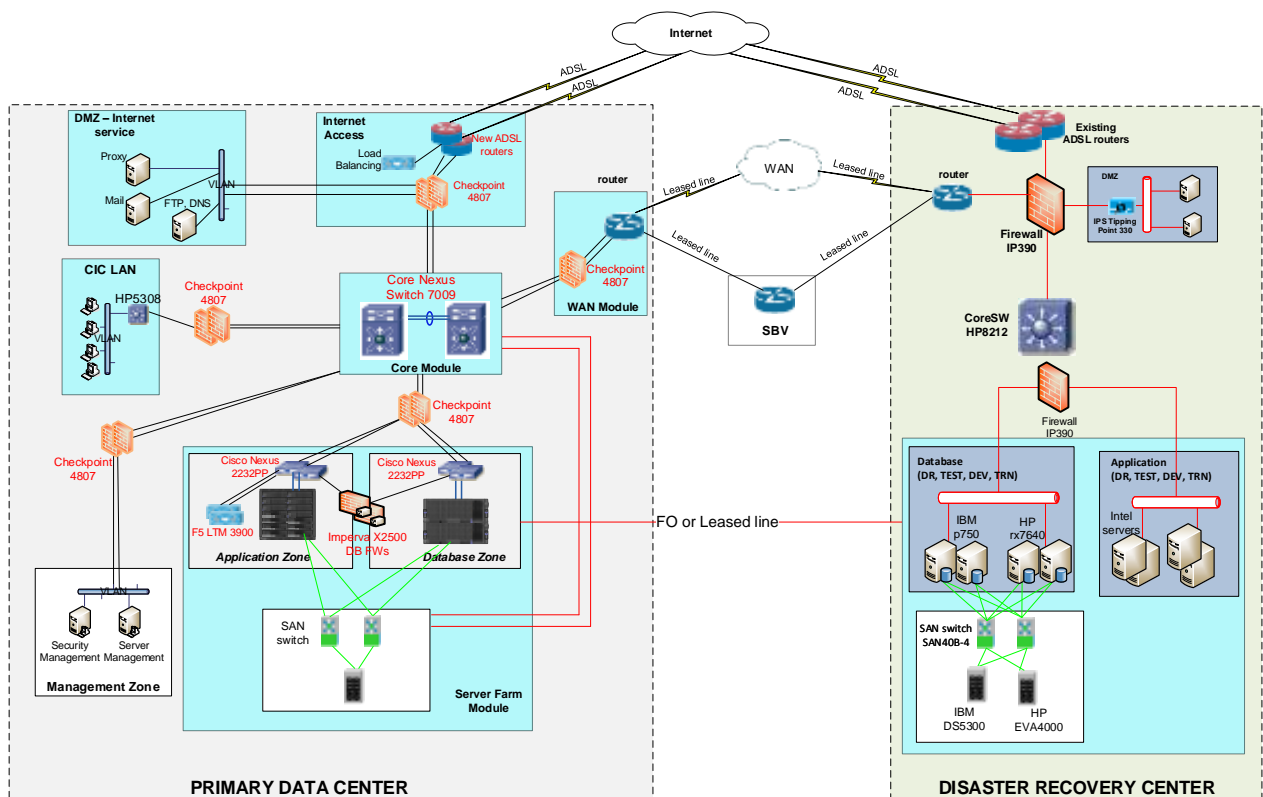 Internet
ADSL
ADSL
ADSL
ADSL
DMZ – Internet
service
Proxy
Mail
FTP, DNS
VLAN
Internet
Access
Load
Balancing
New ADSL
routers
Checkpoint
4807
router
Checkpoint
4807
WAN Module
Leased line
WAN
Leased line
Leased line
Leased line
SBV
router
Existing
ADSL routers
Firewall
IP390
DMZ
IPS Tipping
Point 330
CIC LAN
HP5308
VLAN
Checkpoint
4807
Core Nexus
Switch 7009
Core Module
CoreSW
HP8212
Checkpoint
4807
Checkpoint
4807
Firewall
IP390
Cisco Nexus
2232PP
Cisco Nexus
2232PP
F5 LTM 3900
Imperva X2500
DB FWs
Application Zone
Database Zone
FO or Leased line
Database
(DR, TEST, DEV, TRN)
IBM
p750
HP
rx7640
Application
(DR, TEST, DEV, TRN)
Intel
servers
VLAN
Security
Management
Server
Management
Management Zone
SAN
switch
Server Farm
Module
SAN switch
SAN40B-4
IBM
DS5300
HP
EVA4000
PRIMARY DATA CENTER
DISASTER RECOVERY CENTER